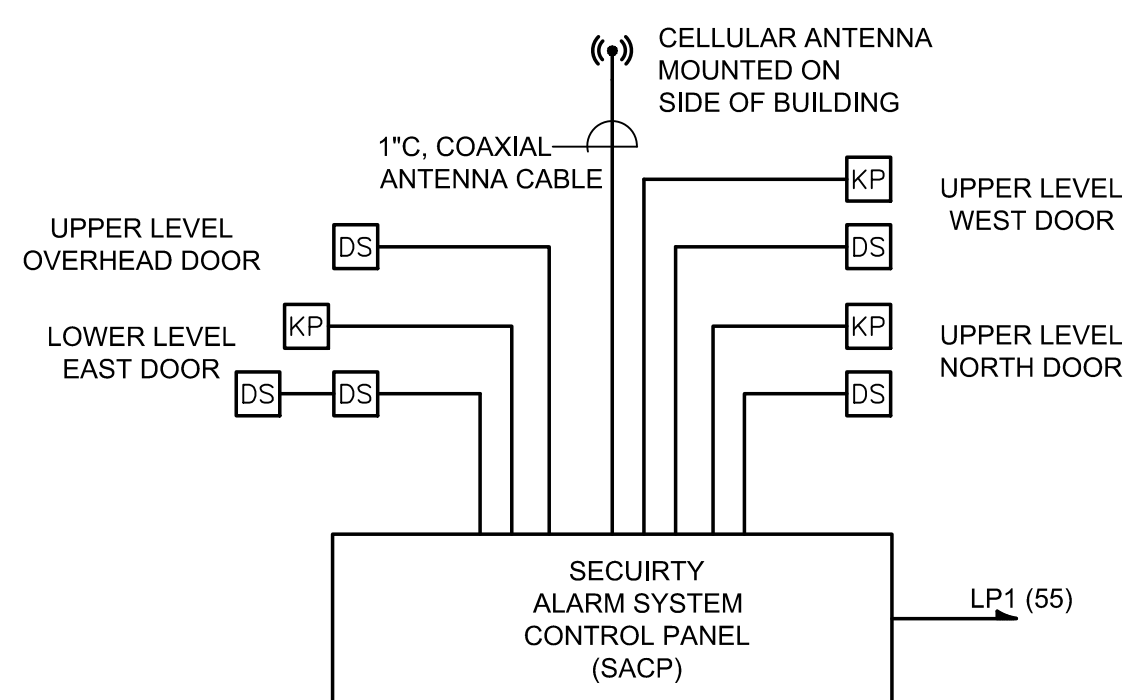 CELLULAR ANTENNA
MOUNTED ON
SIDE OF BUILDING
1"C, COAXIAL
ANTENNA CABLE
KP
UPPER LEVEL
WEST DOOR
DS
UPPER LEVEL
OVERHEAD DOOR
DS
KP
LOWER LEVEL
EAST DOOR
DS
DS
KP
UPPER LEVEL
NORTH DOOR
DS
SECUIRTY
ALARM SYSTEM
CONTROL PANEL
(SACP)
LP1 (55)